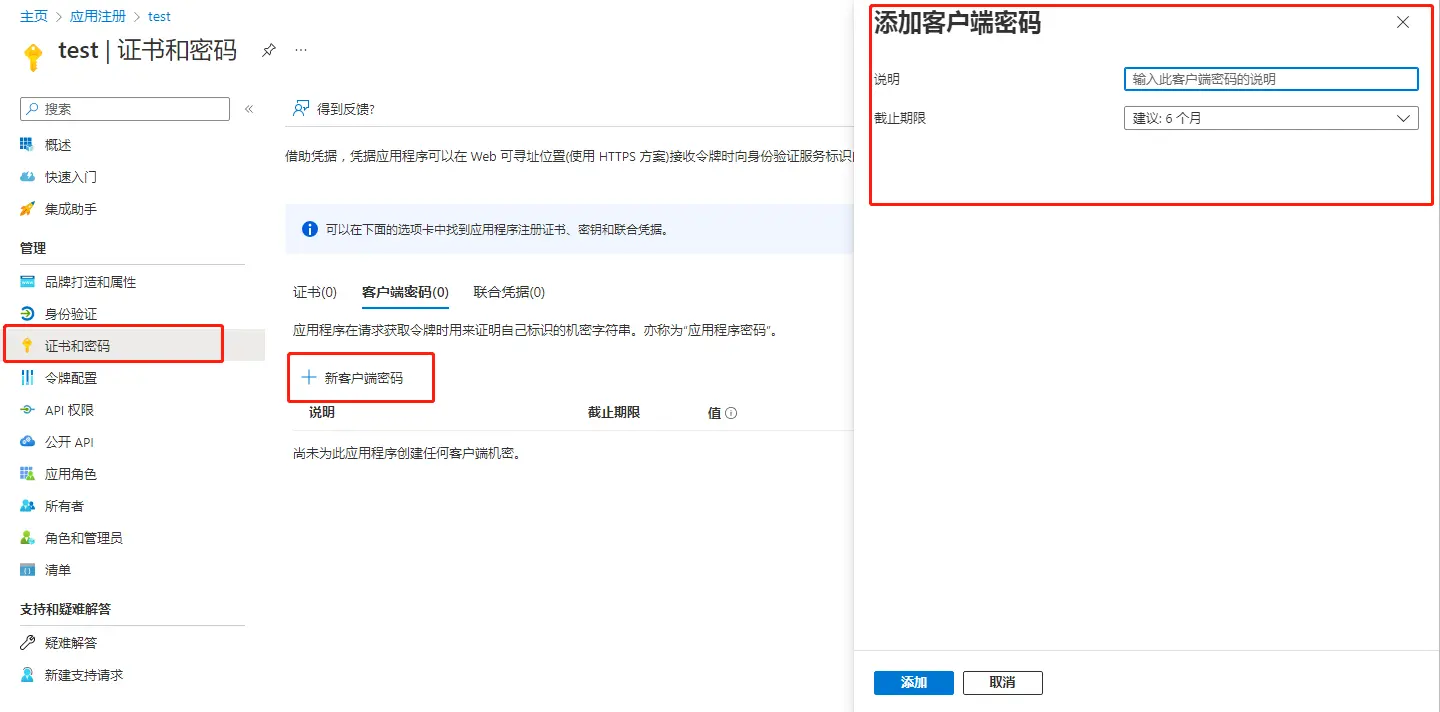 主页 > 应用注册 > test
test | 证书和密码
搜索
概述
快速入门
集成助手
管理
品牌打造和属性
身份验证
证书和密码
令牌配置
API 权限
公开 API
应用角色
所有者
角色和管理员
清单
支持和疑难解答
疑难解答
新建支持请求
得到反馈?
借助凭据，凭据应用程序可以在 Web 可寻址位置(使用 HTTPS 方案)接收令牌时向身份验证服务标识
可以在下面的选项卡中找到应用程序注册证书、密钥和联合凭据。
证书(0) 客户端密码(0) 联合凭据(0)
应用程序在请求获取令牌时用来证明自己标识的机密字符串。亦称为“应用程序密码”。
新客户端密码
说明 截止期限 值
尚未为此应用程序创建任何客户端机密。
添加客户端密码
说明 输入此客户端密码的说明
截止期限 建议: 6 个月
添加 取消